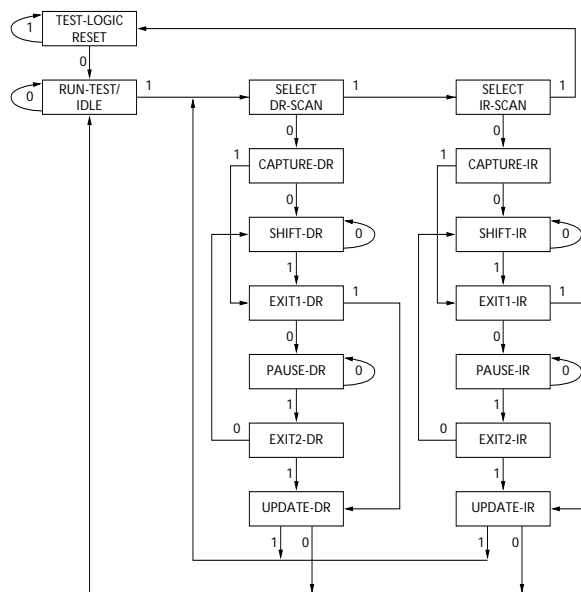 TEST-LOGIC
RESET
1
0
RUN-TEST/
IDLE
0
1
SELECT
DR-SCAN
1
SELECT
IR-SCAN
1
0
0
1
CAPTURE-DR
1
CAPTURE-IR
0
0
SHIFT-DR
0
SHIFT-IR
0
1
1
EXIT1-DR
1
EXIT1-IR
1
0
0
PAUSE-DR
0
PAUSE-IR
0
1
1
0
EXIT2-DR
0
EXIT2-IR
1
1
UPDATE-DR
UPDATE-IR
1
0
1
0